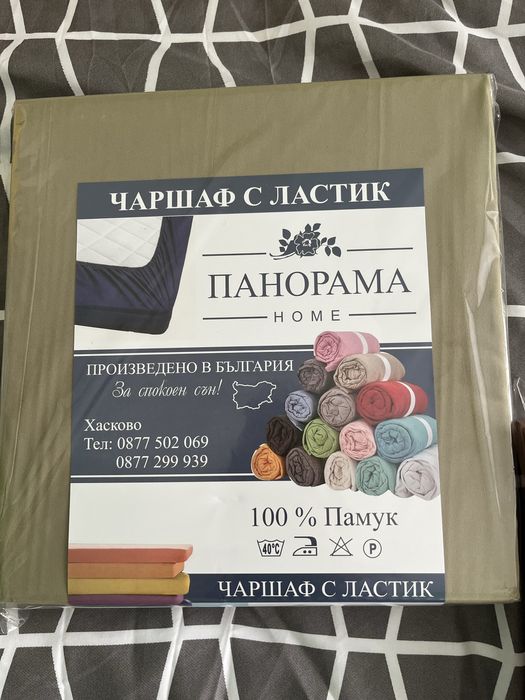 ЧАРШАФ С ЛАСТИК
ПАНОРАМА
HOME
ПРОИЗВЕДЕНО В БЪЛГАРИЯ
За спокоен сън!
Хасково
Тел: 0877 502 069
0877 299 939
100 % Памук
40°C
P
ЧАРШАФ С ЛАСТИК